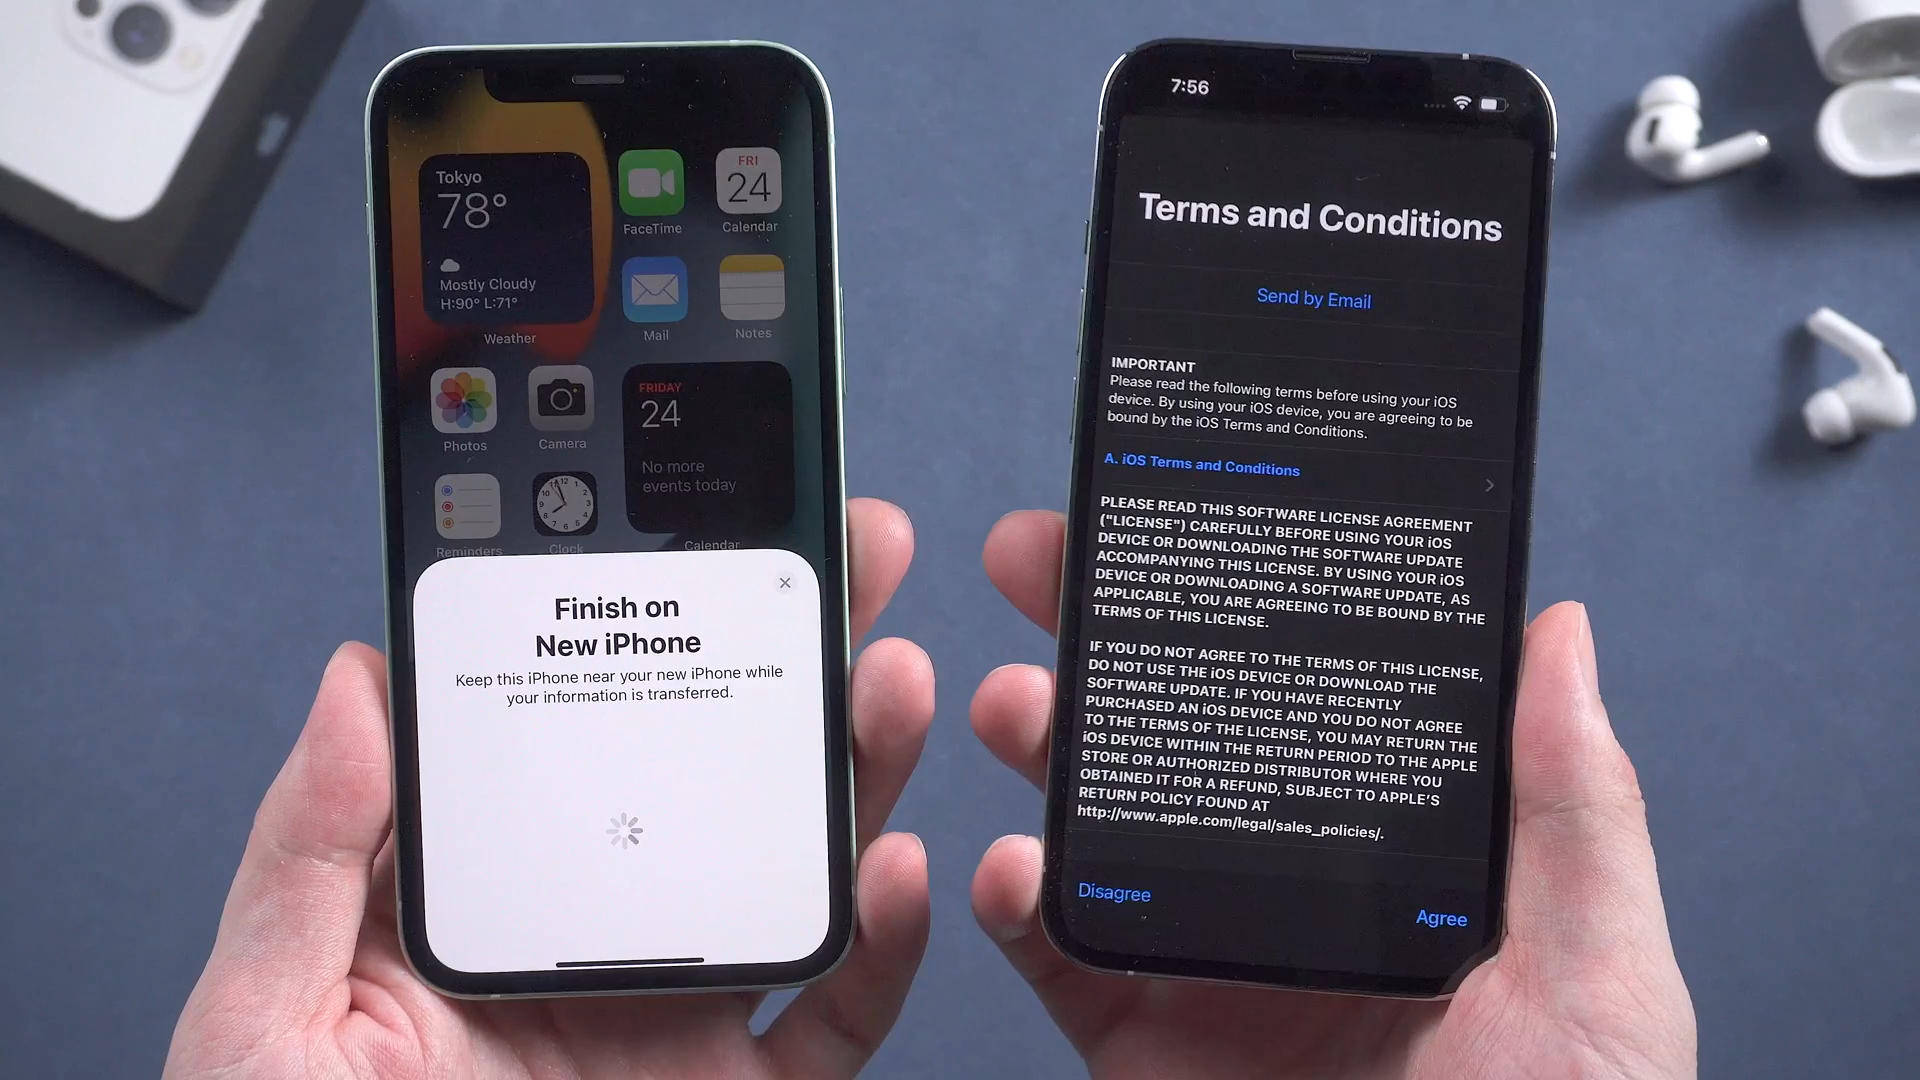 Tokyo
78°
Mostly Cloudy
H:90° L:71°
Weather
FaceTime
FRI
24
Calendar
Mail
Notes
Photos
Camera
FRIDAY
24
No more
events today
Reminders
Clock
Calendar
Finish on
New iPhone
Keep this iPhone near your new iPhone while
your information is transferred.
7:56
Terms and Conditions
Send by Email
IMPORTANT
Please read the following terms before using your iOS
device. By using your iOS device, you are agreeing to be
bound by the iOS Terms and Conditions.
A. iOS Terms and Conditions
PLEASE READ THIS SOFTWARE LICENSE AGREEMENT
("LICENSE") CAREFULLY BEFORE USING YOUR iOS
DEVICE OR DOWNLOADING THE SOFTWARE UPDATE
ACCOMPANYING THIS LICENSE. BY USING YOUR iOS
DEVICE OR DOWNLOADING A SOFTWARE UPDATE, AS
APPLICABLE, YOU ARE AGREEING TO BE BOUND BY THE
TERMS OF THIS LICENSE.
IF YOU DO NOT AGREE TO THE TERMS OF THIS LICENSE,
DO NOT USE THE iOS DEVICE OR DOWNLOAD THE
SOFTWARE UPDATE. IF YOU HAVE RECENTLY
PURCHASED AN iOS DEVICE AND YOU DO NOT AGREE
TO THE TERMS OF THE LICENSE, YOU MAY RETURN THE
iOS DEVICE WITHIN THE RETURN PERIOD TO THE APPLE
STORE OR AUTHORIZED DISTRIBUTOR WHERE YOU
OBTAINED IT FOR A REFUND, SUBJECT TO APPLE'S
RETURN POLICY FOUND AT
http://www.apple.com/legal/sales_policies/.
Disagree
Agree